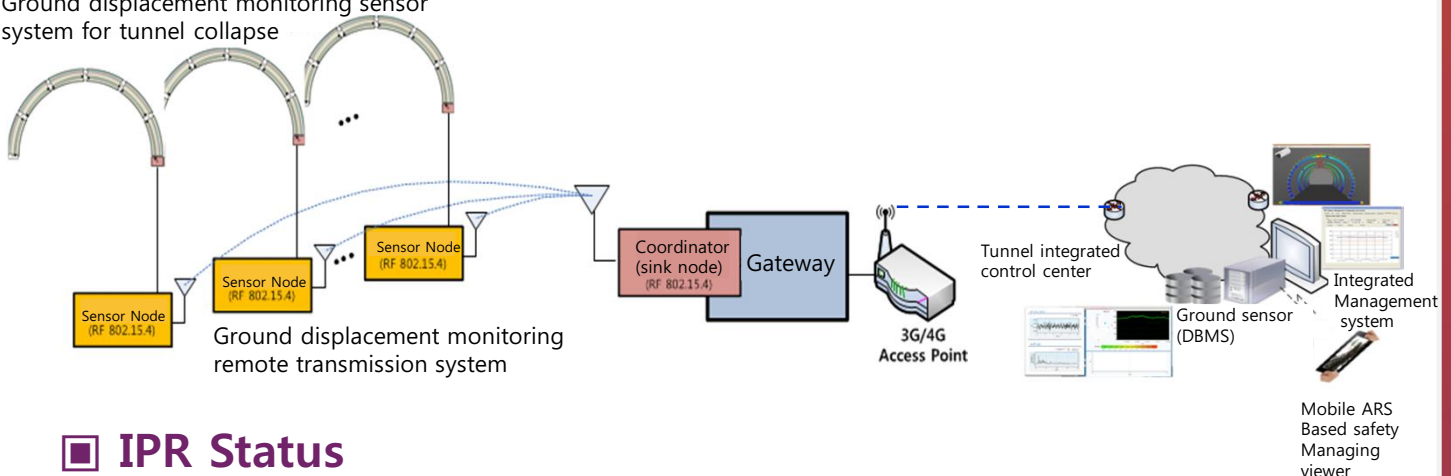 Ground displacement monitoring sensor
system for tunnel collapse
Sensor Node
(RF 802.15.4)
Sensor Node
(RF 802.15.4)
Sensor Node
(RF 802.15.4)
Ground displacement monitoring
remote transmission system
Coordinator
(sink node)
(RF 802.15.4)
Gateway
3G/4G
Access Point
Tunnel integrated
control center
Ground sensor
(DBMS)
Integrated
Management
system
Mobile ARS
Based safety
Managing
viewer
▣ IPR Status